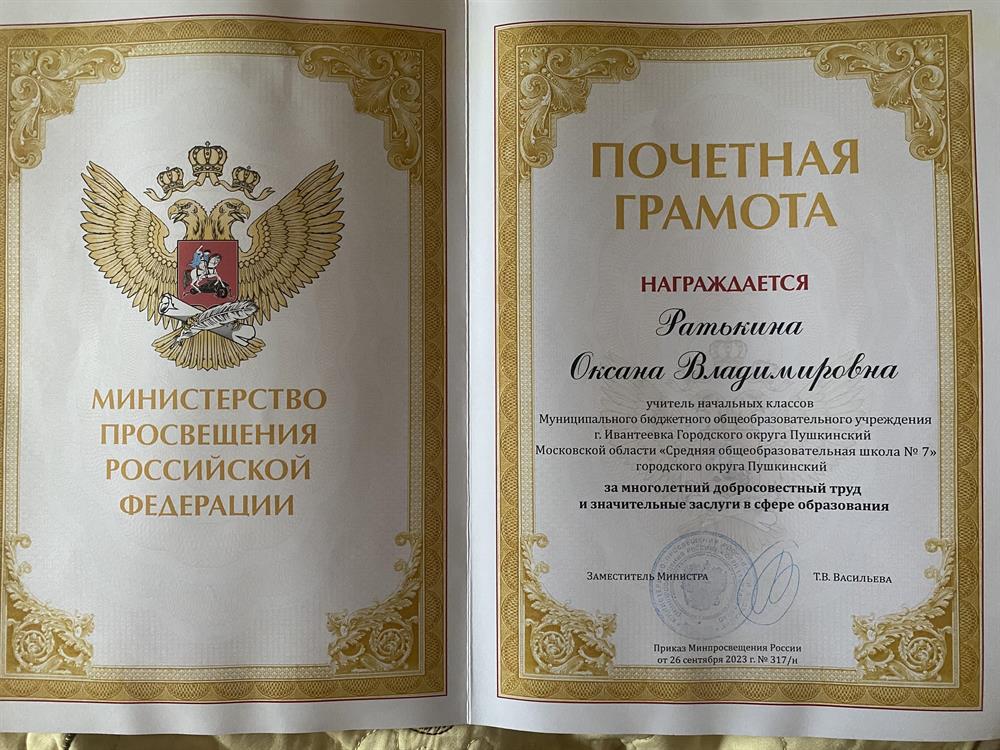 МИНИСТЕРСТВО
ПРОСВЕЩЕНИЯ
РОССИЙСКОЙ
ФЕДЕРАЦИИ
ПОЧЕТНАЯ
ГРАМОТА
НАГРАЖДАЕТСЯ
Ратькина
Оксана Владимировна
учитель начальных классов
Муниципального бюджетного общеобразовательного учреждения
г. Ивантеевка Городского округа Пушкинский
Московской области «Средняя общеобразовательная школа № 7»
городского округа Пушкинский
за многолетний добросовестный труд
и значительные заслуги в сфере образования
Заместитель Министра
Т.В. Васильева
Приказ Минпросвещения России
от 26 сентября 2023 г. № 317/н